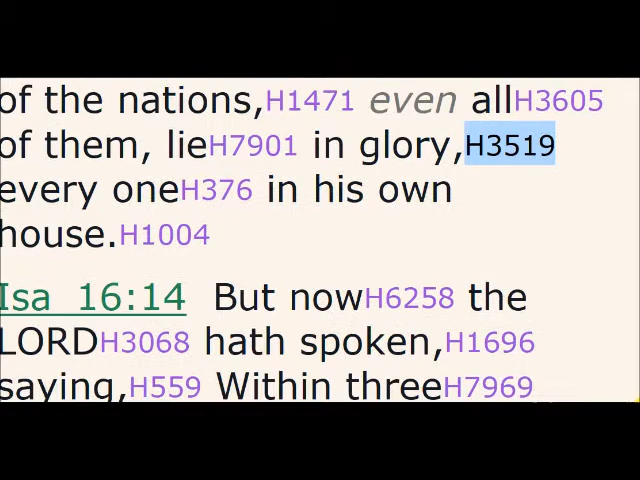 of the nations,H1471 even allH3605
of them, lieH7901 in glory,H3519
every oneH376 in his own
house.H1004
Isa 16:14 But nowH6258 the
LORDH3068 hath spoken,H1696
saying,H559 Within threeH7969